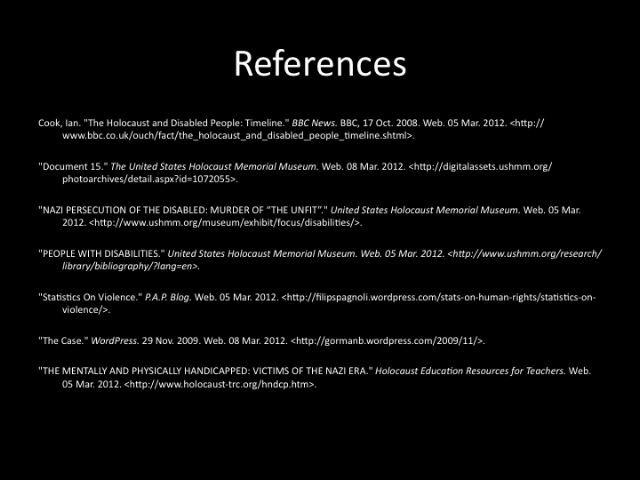 References
Cook, Ian. "The Holocaust and Disabled People: Timeline." BBC News. BBC, 17 Oct. 2008. Web. 05 Mar. 2012. <http://
www.bbc.co.uk/ouch/fact/the_holocaust_and_disabled_people_timeline.shtml>.
"Document 15." The United States Holocaust Memorial Museum. Web. 08 Mar. 2012. <http://digitalassets.ushmm.org/
photoarchives/detail.aspx?id=1072055>.
"NAZI PERSECUTION OF THE DISABLED: MURDER OF “THE UNFIT”." United States Holocaust Memorial Museum. Web. 05 Mar.
2012. <http://www.ushmm.org/museum/exhibit/focus/disabilities/>.
"PEOPLE WITH DISABILITIES." United States Holocaust Memorial Museum. Web. 05 Mar. 2012. <http://www.ushmm.org/research/
library/bibliography/?lang=en>.
"Statistics On Violence." P.A.P. Blog. Web. 05 Mar. 2012. <http://filipspagnoli.wordpress.com/stats-on-human-rights/statistics-on-
violence/>.
"The Case." WordPress. 29 Nov. 2009. Web. 08 Mar. 2012. <http://gormanb.wordpress.com/2009/11/>.
"THE MENTALLY AND PHYSICALLY HANDICAPPED: VICTIMS OF THE NAZI ERA." Holocaust Education Resources for Teachers. Web.
05 Mar. 2012. <http://www.holocaust-trc.org/hndcp.htm>.